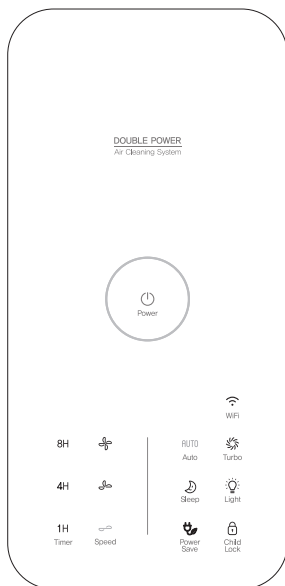 DOUBLE POWER
Air Cleaning System
Power
WiFi
8H
AUTO
Auto
Turbo
4H
Sleep
Light
1H
Timer
Speed
Power
Save
Child
Lock